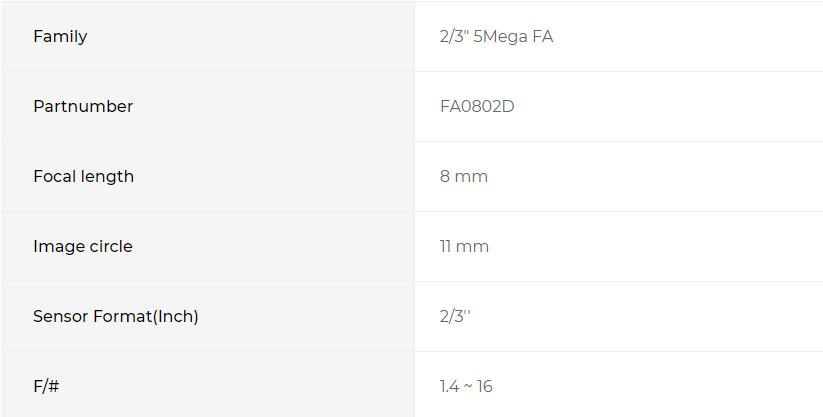 Family 2/3" 5Mega FA
Partnumber FA0802D
Focal length 8 mm
Image circle 11 mm
Sensor Format(Inch) 2/3''
F/# 1.4 ~ 16